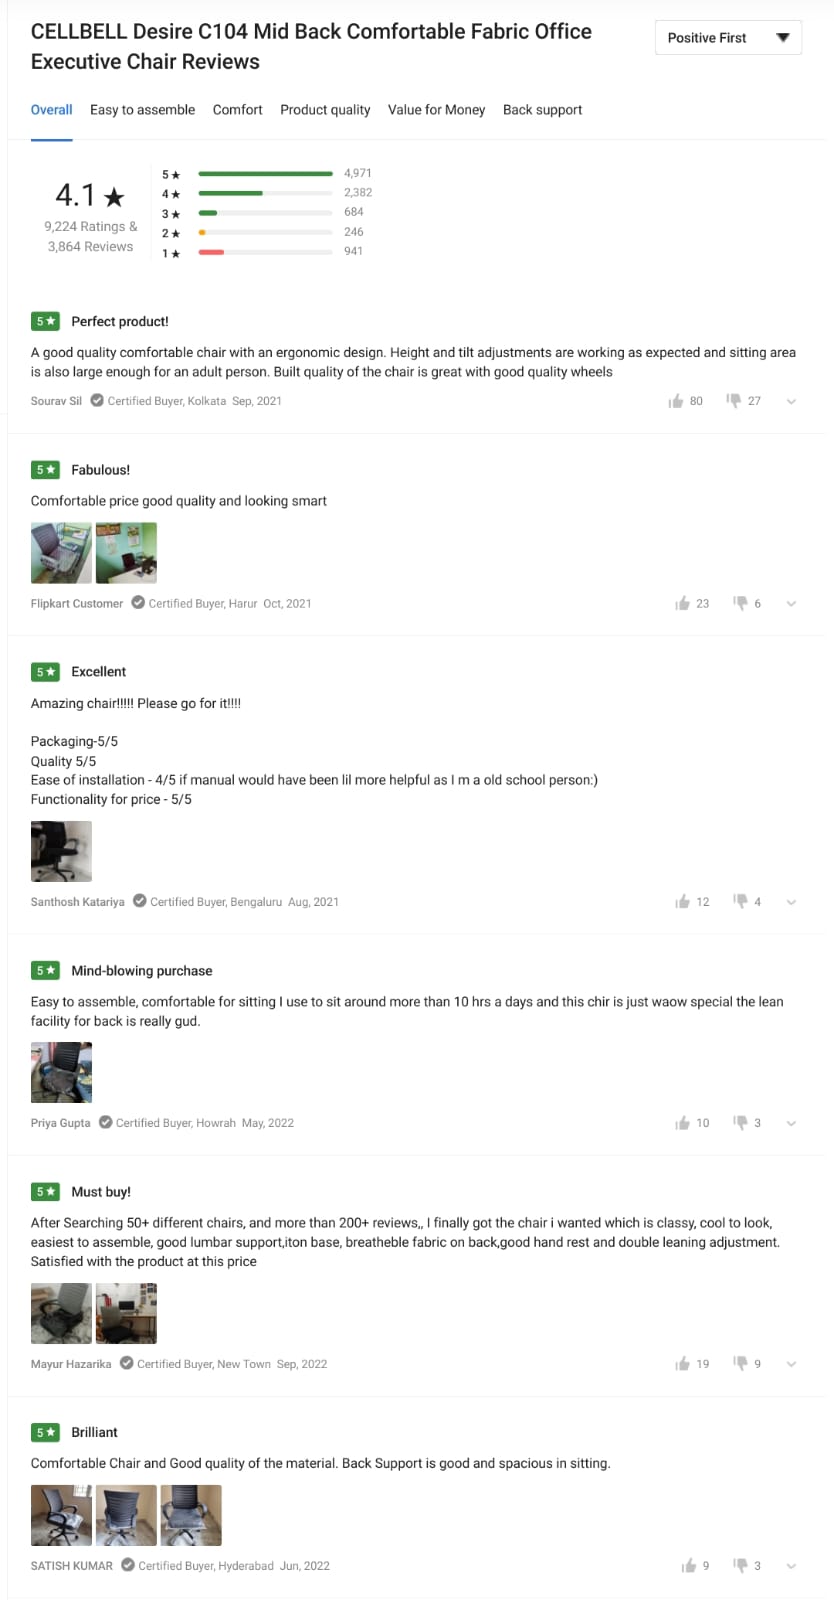 CELLBELL Desire C104 Mid Back Comfortable Fabric Office
Executive Chair Reviews
Positive First
Overall Easy to assemble Comfort Product quality Value for Money Back support
4.1★
9,224 Ratings &
3,864 Reviews
5★ 4,971
4★ 2,382
3★ 684
2★ 246
1★ 941
5★ Perfect product!
A good quality comfortable chair with an ergonomic design. Height and tilt adjustments are working as expected and sitting area
is also large enough for an adult person. Built quality of the chair is great with good quality wheels
Sourav Sil Certified Buyer, Kolkata Sep, 2021 80 27
5★ Fabulous!
Comfortable price good quality and looking smart
Flipkart Customer Certified Buyer, Harur Oct, 2021 23 6
5★ Excellent
Amazing chair!!!!! Please go for it!!!!
Packaging-5/5
Quality 5/5
Ease of installation - 4/5 if manual would have been lil more helpful as I m a old school person:)
Functionality for price - 5/5
Santhosh Katariya Certified Buyer, Bengaluru Aug, 2021 12 4
5★ Mind-blowing purchase
Easy to assemble, comfortable for sitting I use to sit around more than 10 hrs a days and this chir is just waow special the lean
facility for back is really gud.
Priya Gupta Certified Buyer, Howrah May, 2022 10 3
5★ Must buy!
After Searching 50+ different chairs, and more than 200+ reviews,, I finally got the chair i wanted which is classy, cool to look,
easiest to assemble, good lumbar support,iton base, breatheble fabric on back,good hand rest and double leaning adjustment.
Satisfied with the product at this price
Mayur Hazarika Certified Buyer, New Town Sep, 2022 19 9
5★ Brilliant
Comfortable Chair and Good quality of the material. Back Support is good and spacious in sitting.
SATISH KUMAR Certified Buyer, Hyderabad Jun, 2022 9 3